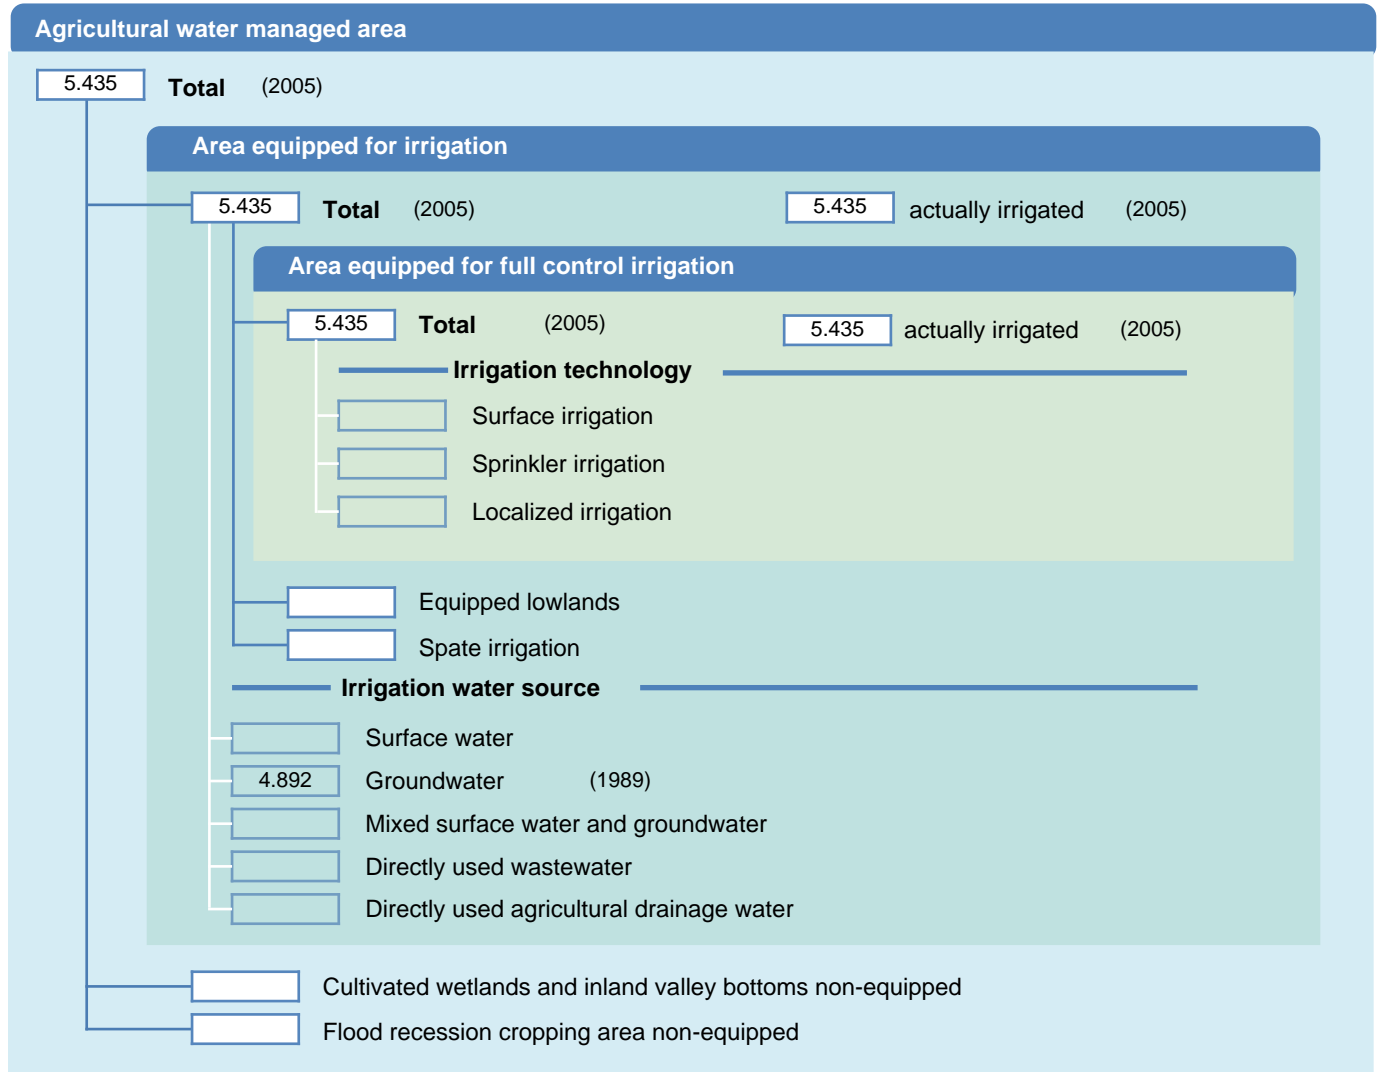 Agricultural water managed area
5.435 Total (2005)
Area equipped for irrigation
5.435 Total (2005) 5.435 actually irrigated (2005)
Area equipped for full control irrigation
5.435 Total (2005) 5.435 actually irrigated (2005)
Irrigation technology
Surface irrigation
Sprinkler irrigation
Localized irrigation
Equipped lowlands
Spate irrigation
Irrigation water source
Surface water
4.892 Groundwater (1989)
Mixed surface water and groundwater
Directly used wastewater
Directly used agricultural drainage water
Cultivated wetlands and inland valley bottoms non-equipped
Flood recession cropping area non-equipped